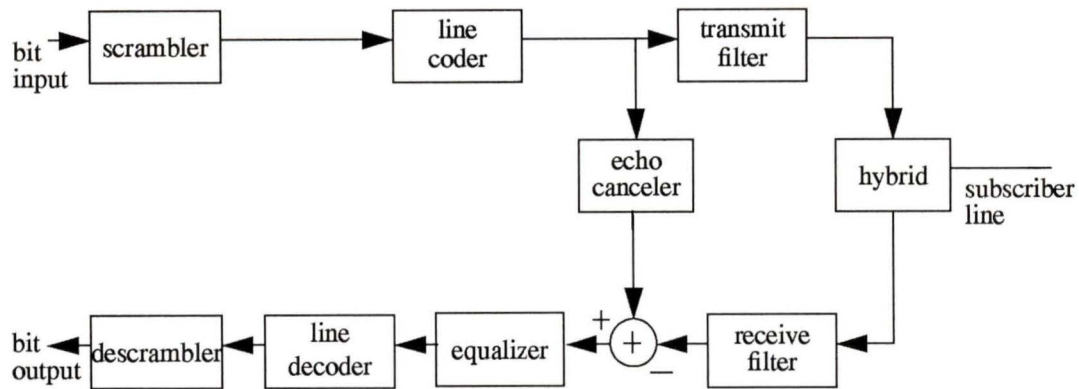 bit
input
scrambler
line
coder
transmit
filter
echo
canceler
hybrid
subscriber
line
bit
output
descrambler
line
decoder
equalizer
+
+
−
receive
filter